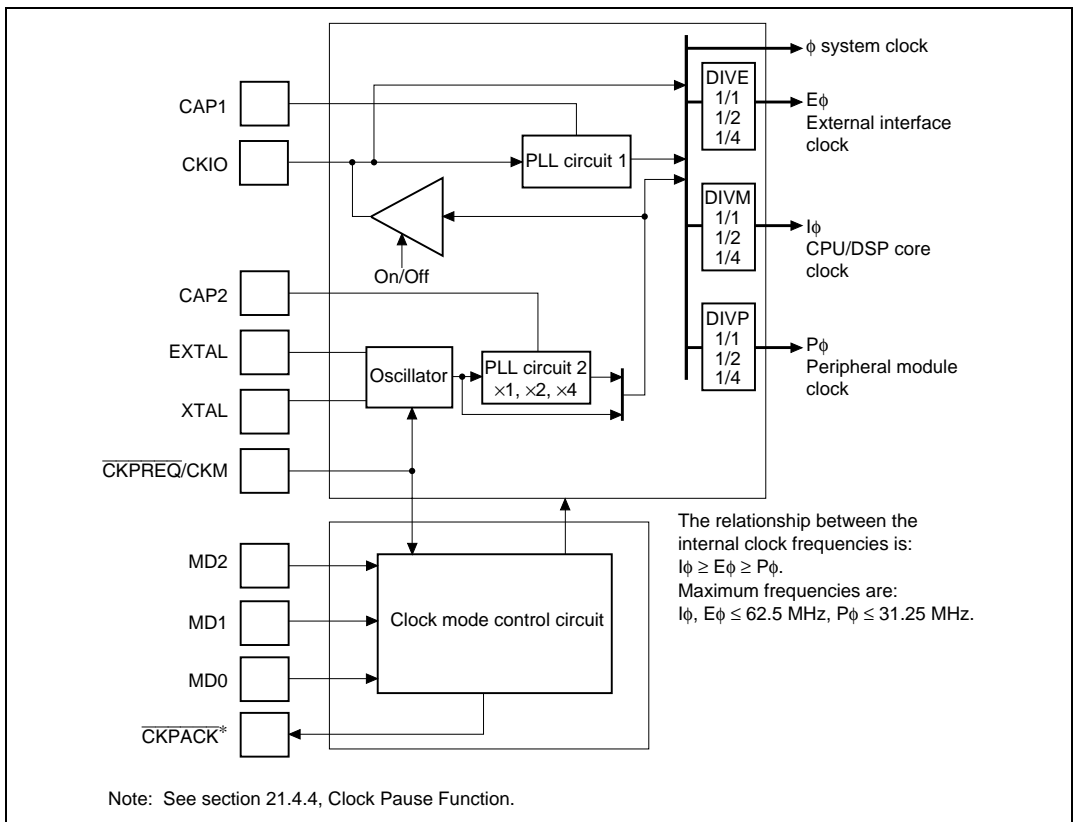 φ system clock
CAP1
DIVE
1/1
1/2
1/4
Eφ
External interface
clock
CKIO
PLL circuit 1
DIVM
1/1
1/2
1/4
Iφ
CPU/DSP core
clock
On/Off
CAP2
EXTAL
Oscillator
PLL circuit 2
×1, ×2, ×4
DIVP
1/1
1/2
1/4
Pφ
Peripheral module
clock
XTAL
CKPREQ/CKM
The relationship between the
internal clock frequencies is:
Iφ ≥ Eφ ≥ Pφ.
Maximum frequencies are:
Iφ, Eφ ≤ 62.5 MHz, Pφ ≤ 31.25 MHz.
MD2
MD1
Clock mode control circuit
MD0
CKPACK*
Note: See section 21.4.4, Clock Pause Function.